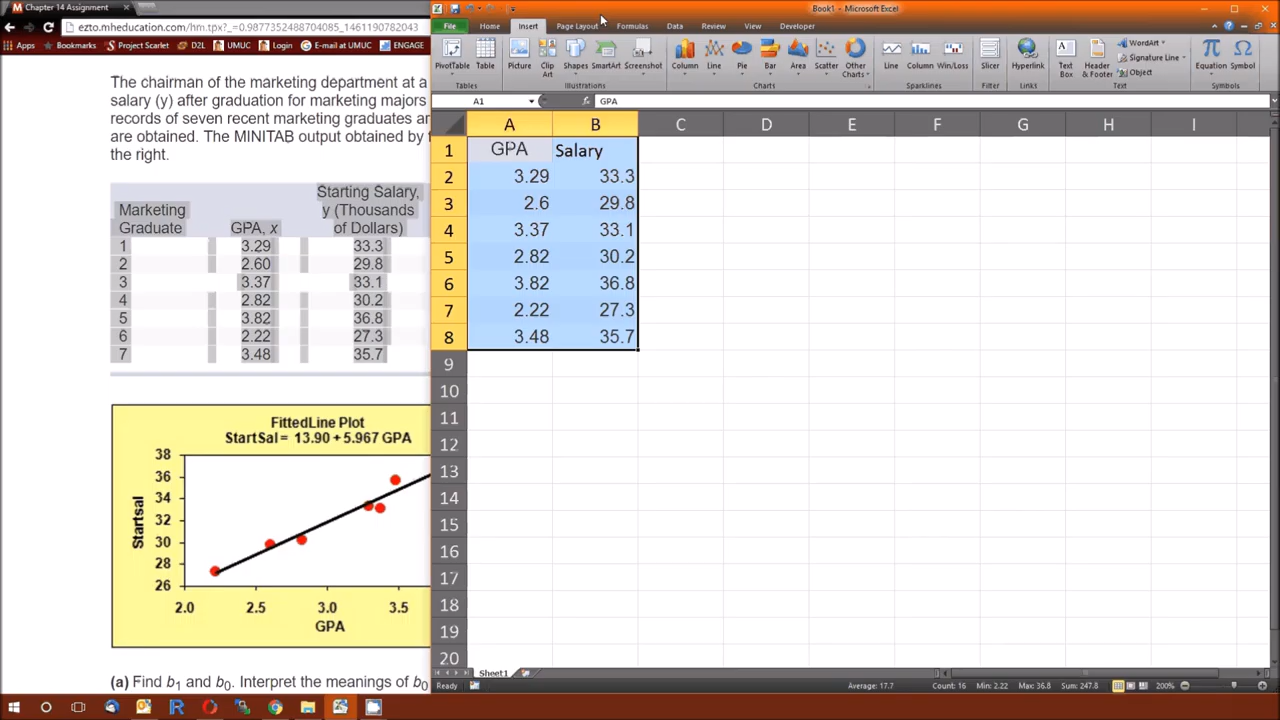 Chapter 14 Assignment
ezto.mheducation.com/hm.tpx?_=0.9877352488704085_1461190782043
Apps Bookmarks Project Scarlet D2L UMUC Login E-mail at UMUC ENGAGE
The chairman of the marketing department at a
salary (y) after graduation for marketing majors
records of seven recent marketing graduates
are obtained. The MINITAB output obtained by
the right.
Marketing Graduate GPA, x Starting Salary, y (Thousands of Dollars)
1 3.29 33.3
2 2.60 29.8
3 3.37 33.1
4 2.82 30.2
5 3.82 36.8
6 2.22 27.3
7 3.48 35.7
FittedLine Plot
StartSal = 13.90 + 5.967 GPA
Startsal
38
36
34
32
30
28
26
2.0 2.5 3.0 3.5
GPA
(a) Find b1 and b0. Interpret the meanings of b0
Book1 - Microsoft Excel
File Home Insert Page Layout Formulas Data Review View Developer
PivotTable Table Picture Clip Art Shapes SmartArt Screenshot Column Line Pie Bar Area Scatter Other Charts Line Column Win/Loss Slicer Hyperlink Text Box Header & Footer WordArt Signature Line Object Equation Symbol
Tables Illustrations Charts Sparklines Filter Links Text Symbols
A1 fx GPA
A B C D E F G H I
1 GPA Salary
2 3.29 33.3
3 2.6 29.8
4 3.37 33.1
5 2.82 30.2
6 3.82 36.8
7 2.22 27.3
8 3.48 35.7
9
10
11
12
13
14
15
16
17
18
19
20
Sheet1
Ready Average: 17.7 Count: 16 Min: 2.22 Max: 36.8 Sum: 247.8 200%